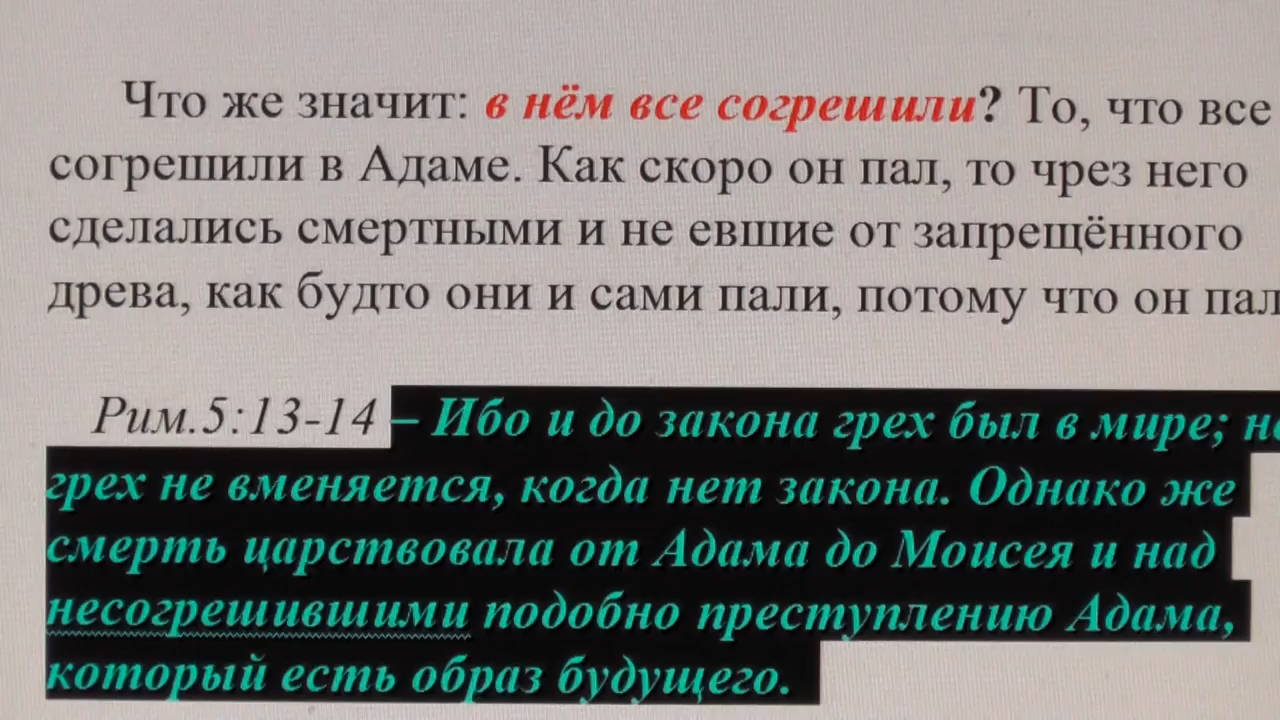 Что же значит: в нём все согрешили? То, что все
согрешили в Адаме. Как скоро он пал, то чрез него
сделались смертными и не евшие от запрещённого
древа, как будто они и сами пали, потому что он пал
Рим.5:13-14 – Ибо и до закона грех был в мире; но
грех не вменяется, когда нет закона. Однако же
смерть царствовала от Адама до Моисея и над
несогрешившими подобно преступлению Адама,
который есть образ будущего.